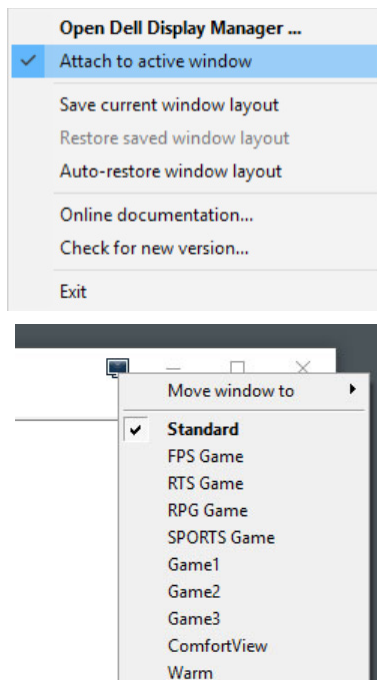 Open Dell Display Manager ...
Attach to active window
Save current window layout
Restore saved window layout
Auto-restore window layout
Online documentation...
Check for new version...
Exit
Move window to
Standard
FPS Game
RTS Game
RPG Game
SPORTS Game
Game1
Game2
Game3
ComfortView
Warm